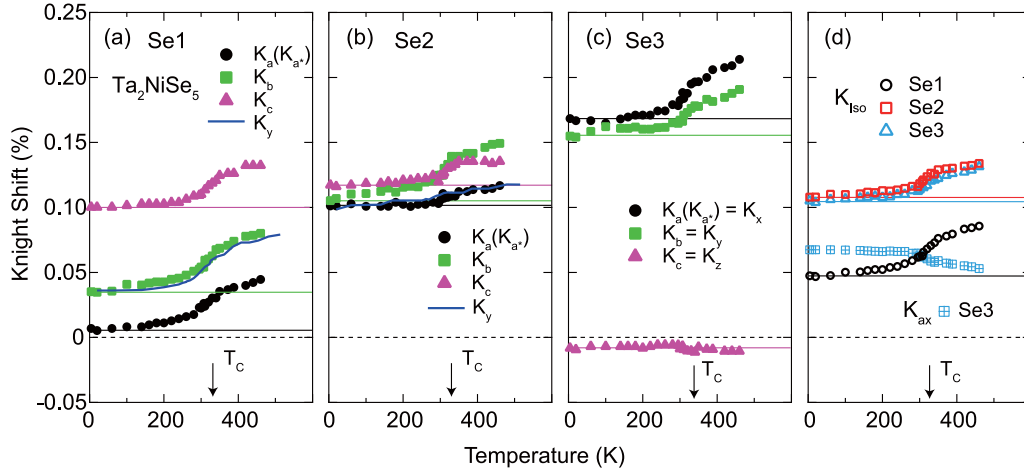 Knight Shift (%)
0.25
0.20
0.15
0.10
0.05
0
-0.05
(a) Se1
Ta2NiSe5
Ka(Ka*)
Kb
Kc
Ky
TC
0 200 400
(b) Se2
Ka(Ka*)
Kb
Kc
Ky
TC
0 200 400
(c) Se3
Ka(Ka*) = Kx
Kb = Ky
Kc = Kz
TC
0 200 400
(d)
KIso
Se1
Se2
Se3
Kax Se3
TC
0 200 400 600
Temperature (K)